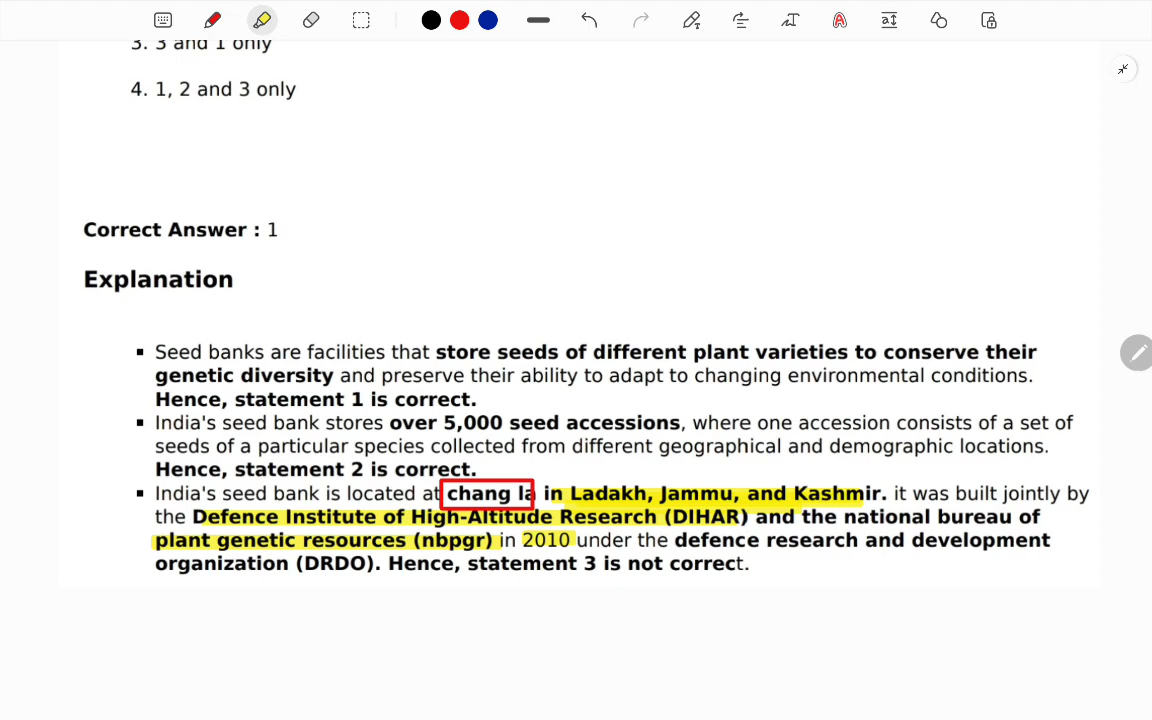 3. 3 and 1 only
4. 1, 2 and 3 only
Correct Answer : 1
Explanation
Seed banks are facilities that store seeds of different plant varieties to conserve their
genetic diversity and preserve their ability to adapt to changing environmental conditions.
Hence, statement 1 is correct.
India's seed bank stores over 5,000 seed accessions, where one accession consists of a set of
seeds of a particular species collected from different geographical and demographic locations.
Hence, statement 2 is correct.
India's seed bank is located at chang la in Ladakh, Jammu, and Kashmir. it was built jointly by
the Defence Institute of High-Altitude Research (DIHAR) and the national bureau of
plant genetic resources (nbpgr) in 2010 under the defence research and development
organization (DRDO). Hence, statement 3 is not correct.